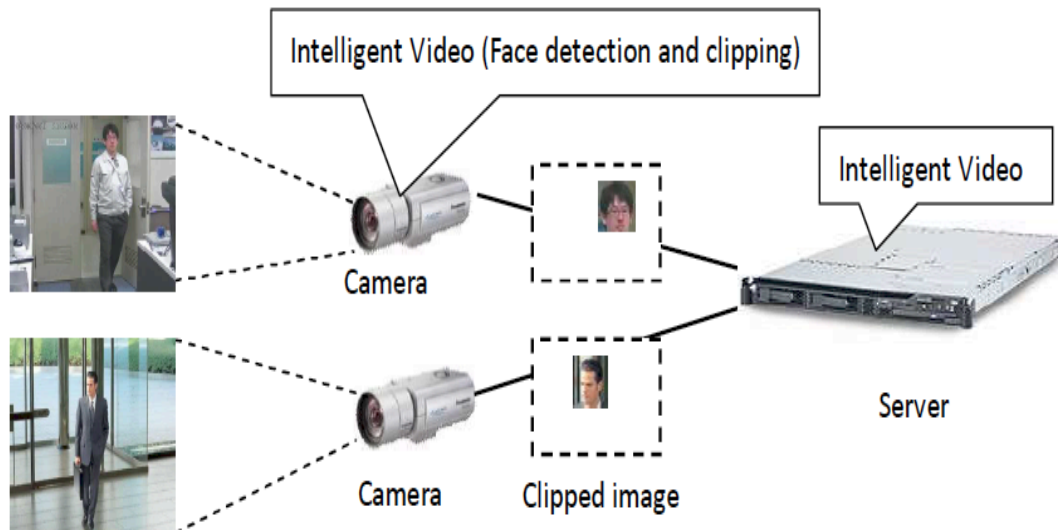 Intelligent Video (Face detection and clipping)
Intelligent Video
Camera
Server
Camera
Clipped image